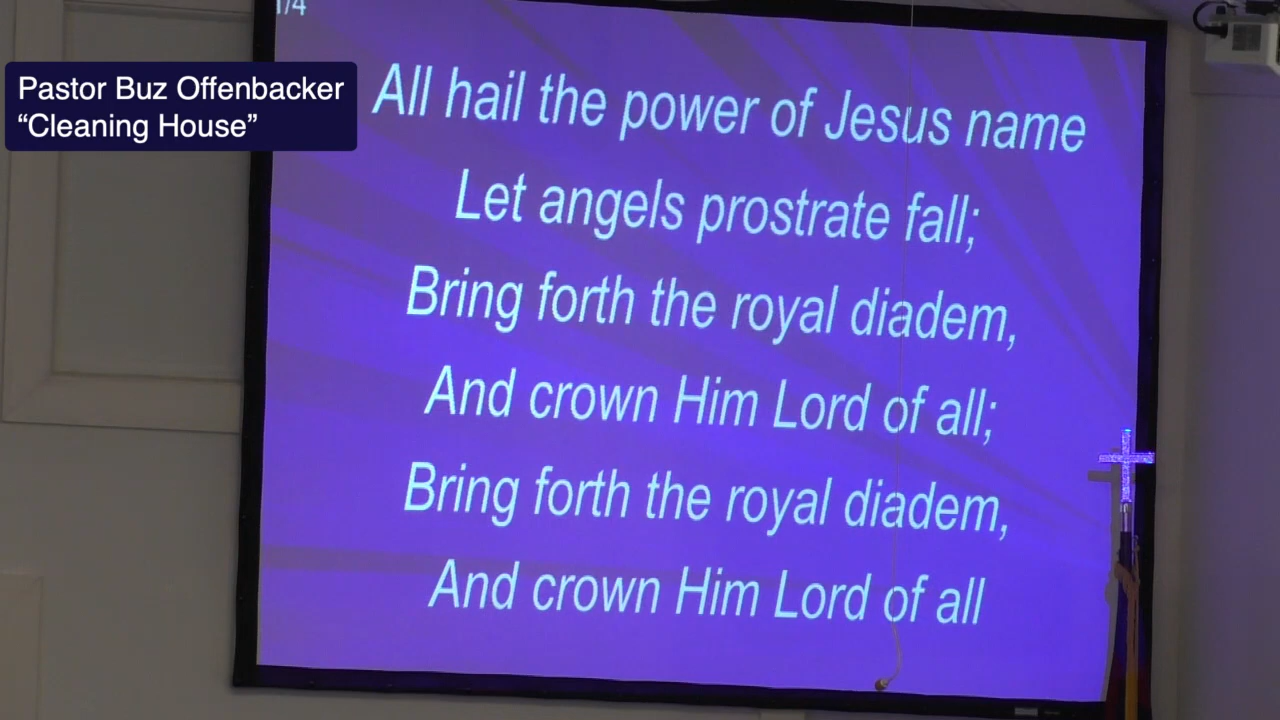 1/4
Pastor Buz Offenbacker
“Cleaning House”
All hail the power of Jesus name
Let angels prostrate fall;
Bring forth the royal diadem,
And crown Him Lord of all;
Bring forth the royal diadem,
And crown Him Lord of all